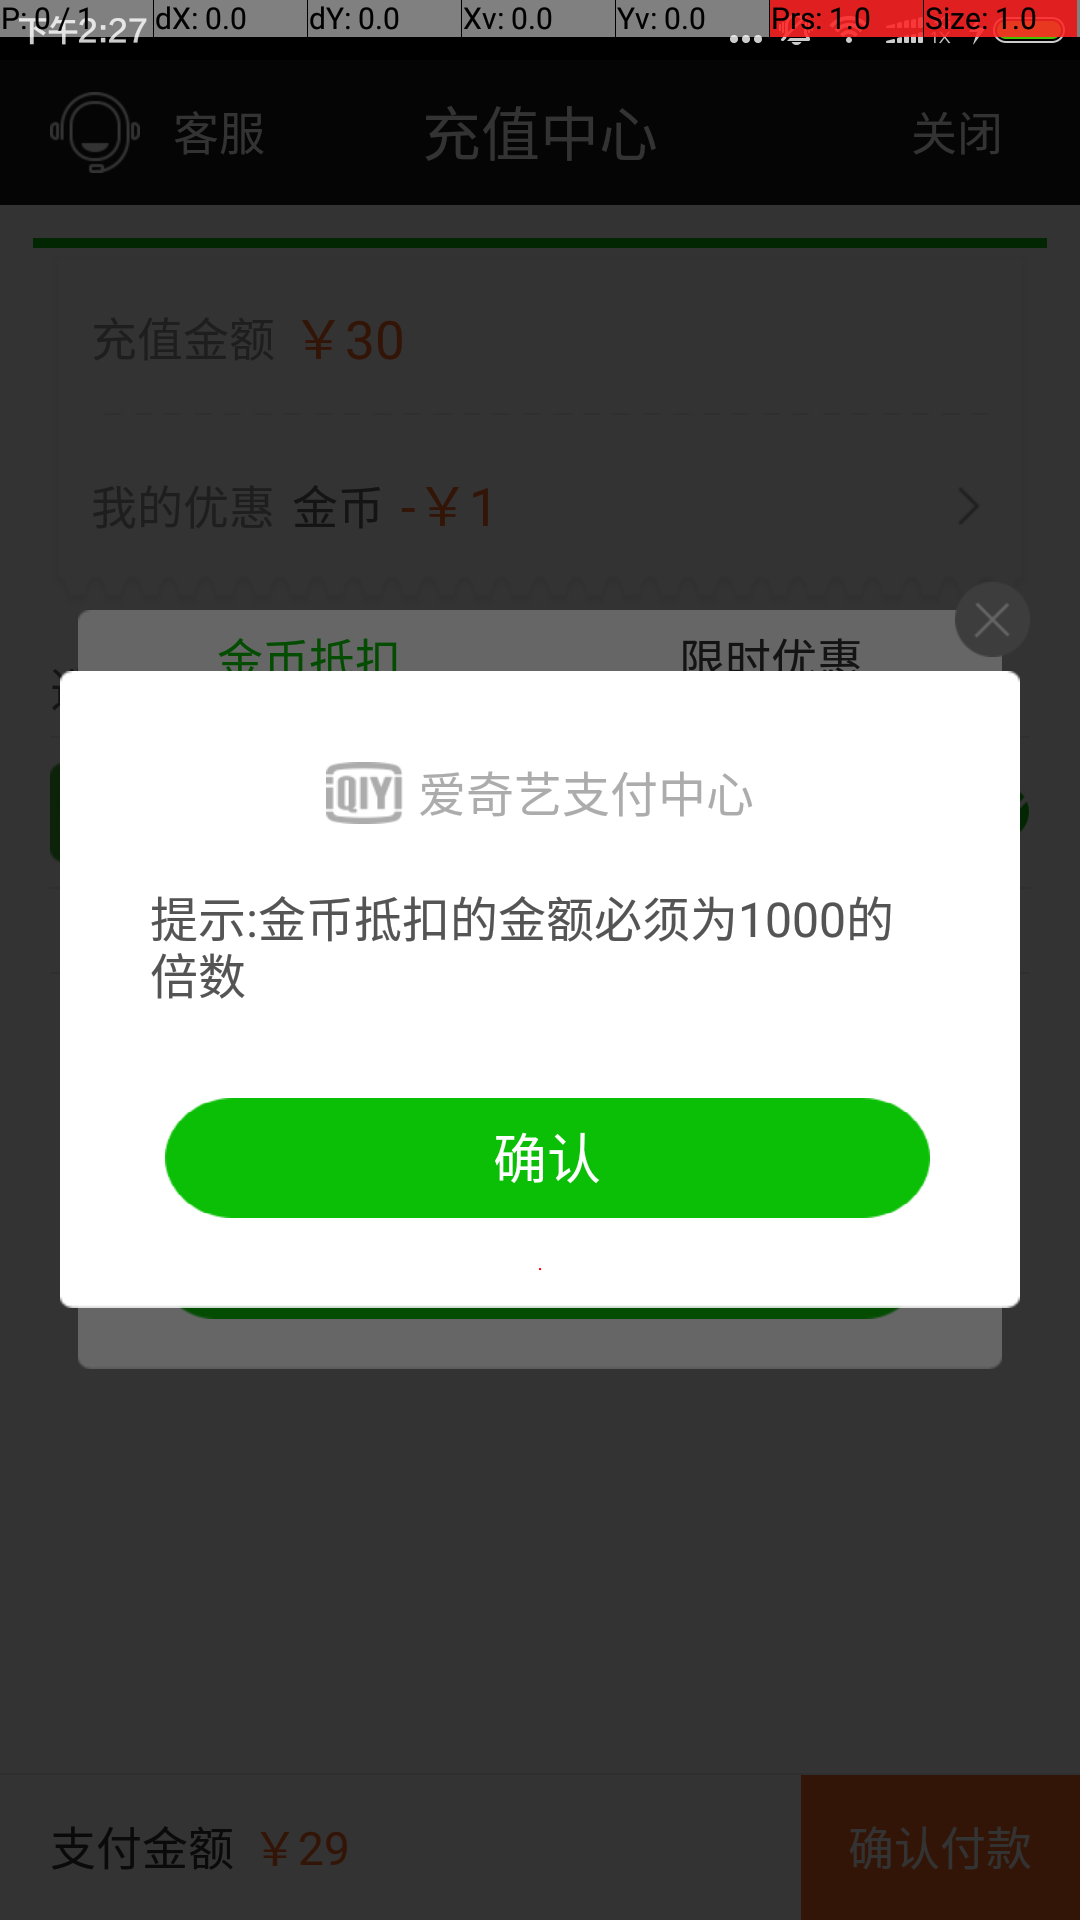 P: 0 / 1 dX: 0.0 dY: 0.0 Xv: 0.0 Yv: 0.0 Prs: 1.0 Size: 1.0
下午2:27 1X
客服 充值中心 关闭
充值金额 ￥30
我的优惠 金币 -￥1
金币抵扣 限时优惠
iQIYI 爱奇艺支付中心
提示:金币抵扣的金额必须为1000的
倍数
确认
支付金额 ￥29 确认付款